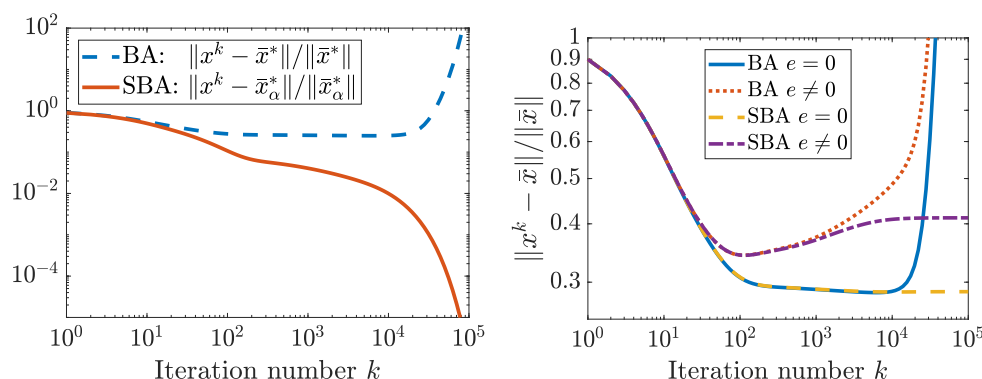 10^2
10^0
10^{-2}
10^{-4}
BA: ||x^k − x̄*||/||x̄*||
SBA: ||x^k − x̄*_α||/||x̄*_α||
10^0 10^1 10^2 10^3 10^4 10^5
Iteration number k
||x^k − x̄||/||x̄||
1
0.9
0.8
0.7
0.6
0.5
0.4
0.3
BA e = 0
BA e ≠ 0
SBA e = 0
SBA e ≠ 0
10^0 10^1 10^2 10^3 10^4 10^5
Iteration number k